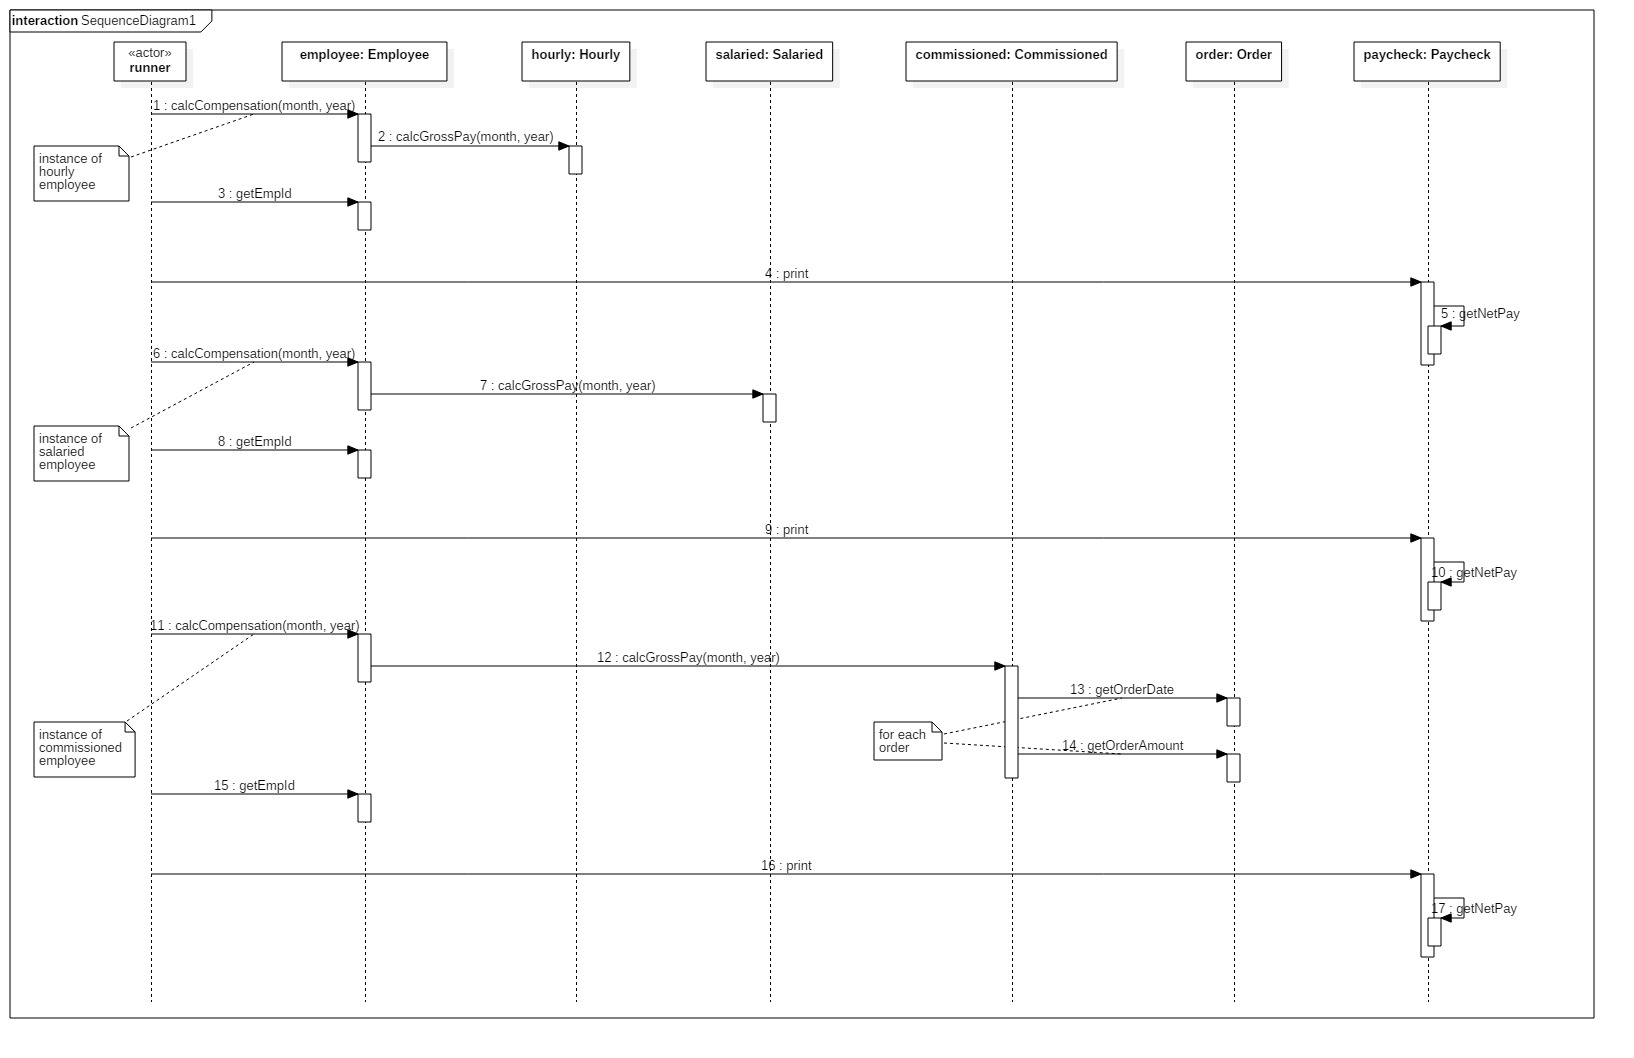 interaction SequenceDiagram1
«actor»
runner
employee: Employee
hourly: Hourly
salaried: Salaried
commissioned: Commissioned
order: Order
paycheck: Paycheck
1 : calcCompensation(month, year)
2 : calcGrossPay(month, year)
instance of
hourly
employee
3 : getEmpId
4 : print
5 : getNetPay
6 : calcCompensation(month, year)
7 : calcGrossPay(month, year)
instance of
salaried
employee
8 : getEmpId
9 : print
10 : getNetPay
11 : calcCompensation(month, year)
12 : calcGrossPay(month, year)
13 : getOrderDate
instance of
commissioned
employee
for each
order
14 : getOrderAmount
15 : getEmpId
16 : print
17 : getNetPay